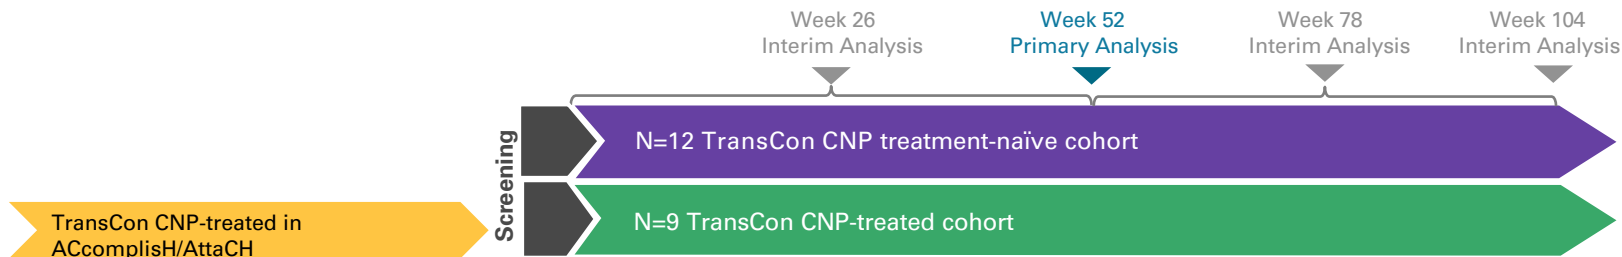 Week 26
Interim Analysis
Week 52
Primary Analysis
Week 78
Interim Analysis
Week 104
Interim Analysis
Screening
N=12 TransCon CNP treatment-naïve cohort
N=9 TransCon CNP-treated cohort
TransCon CNP-treated in
ACcomplisH/AttaCH